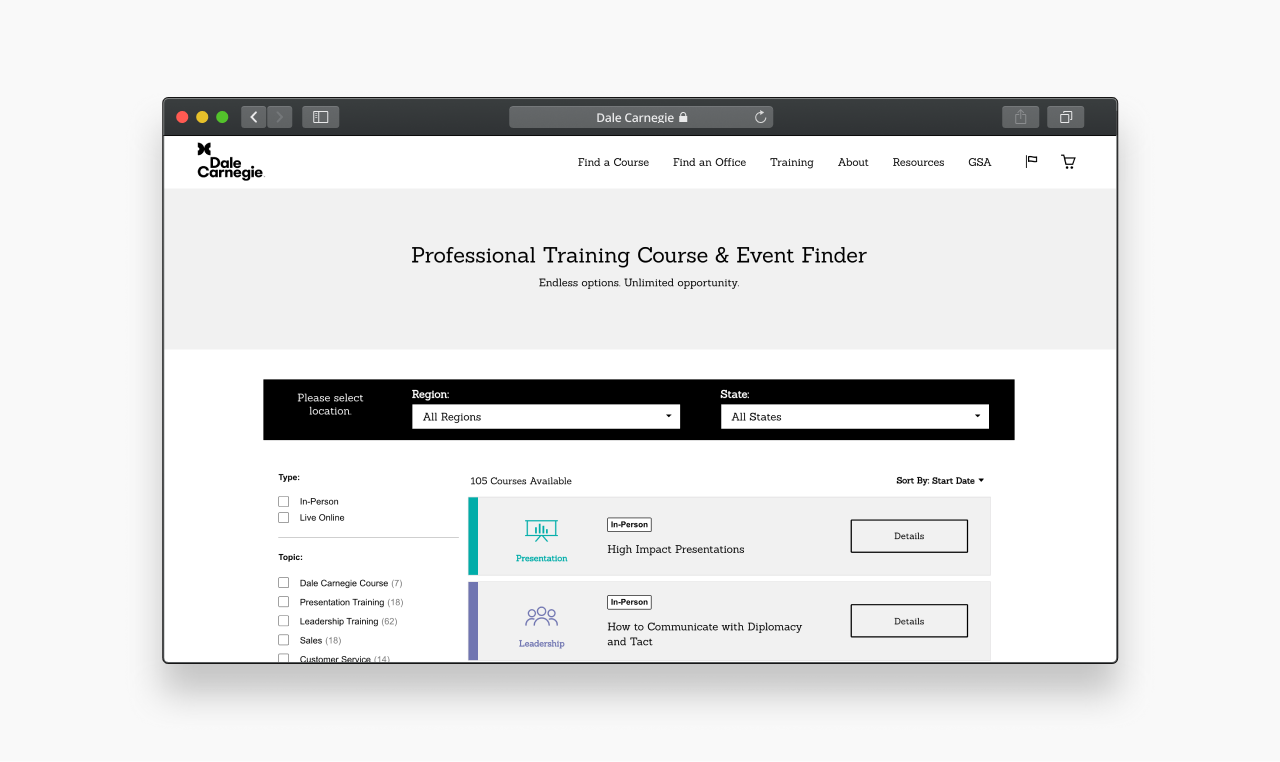 Dale Carnegie
Dale
Carnegie
Find a Course
Find an Office
Training
About
Resources
GSA
Professional Training Course & Event Finder
Endless options. Unlimited opportunity.
Please select
location.
Region:
All Regions
State:
All States
Type:
In-Person
Live Online
Topic:
Dale Carnegie Course (7)
Presentation Training (18)
Leadership Training (62)
Sales (18)
Customer Service (14)
105 Courses Available
Sort By: Start Date
Presentation
In-Person
High Impact Presentations
Details
Leadership
In-Person
How to Communicate with Diplomacy
and Tact
Details